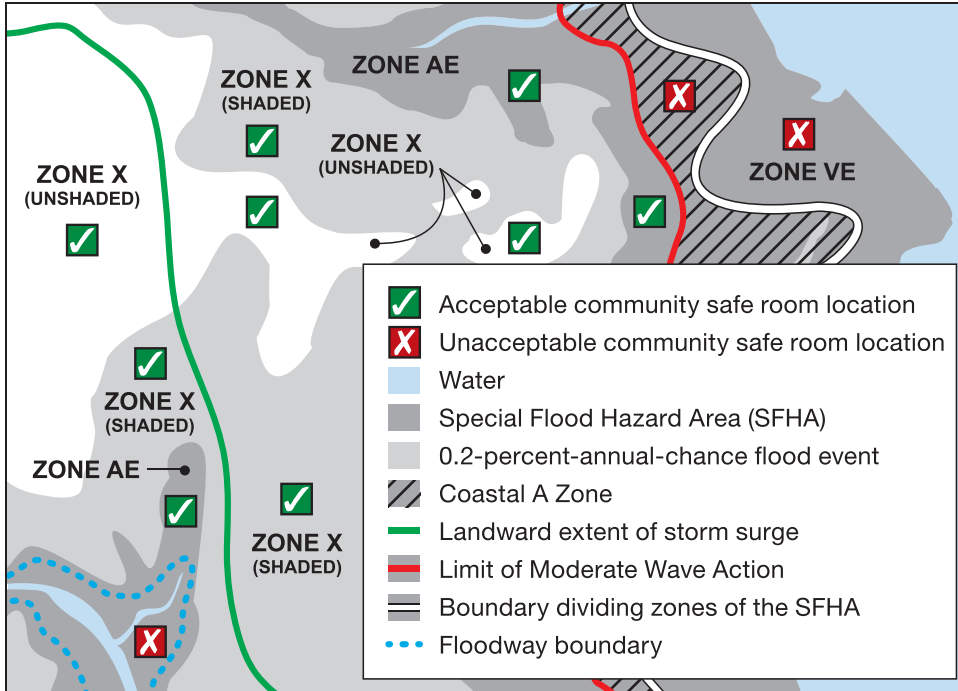 ZONE AE
ZONE X
(SHADED)
ZONE X
(UNSHADED)
ZONE VE
ZONE X
(UNSHADED)
ZONE X
(SHADED)
ZONE AE
ZONE X
(SHADED)
Acceptable community safe room location
Unacceptable community safe room location
Water
Special Flood Hazard Area (SFHA)
0.2-percent-annual-chance flood event
Coastal A Zone
Landward extent of storm surge
Limit of Moderate Wave Action
Boundary dividing zones of the SFHA
Floodway boundary